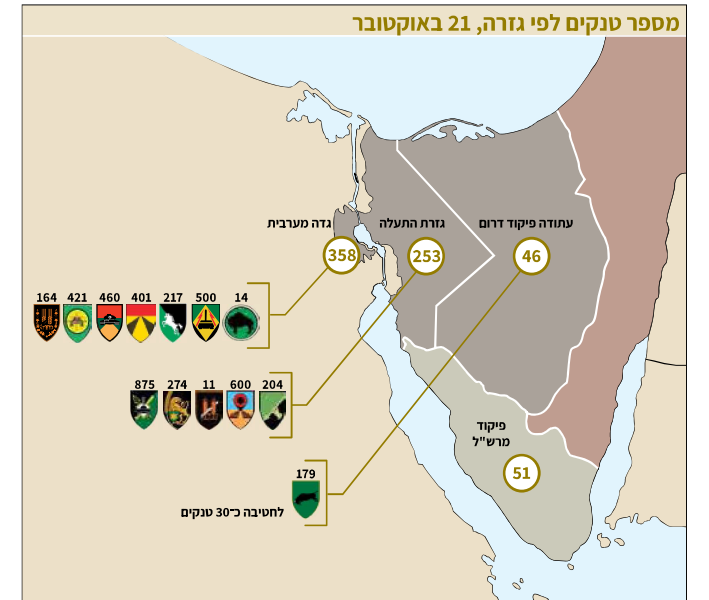 מספר טנקים לפי גזרה, 21 באוקטובר
עתודה פיקוד דרום
46
גזרת התעלה
253
גדה מערבית
358
14
500
217
401
460
421
164
204
600
11
274
875
פיקוד
מרש"ל
51
179
לחטיבה כ־30 טנקים